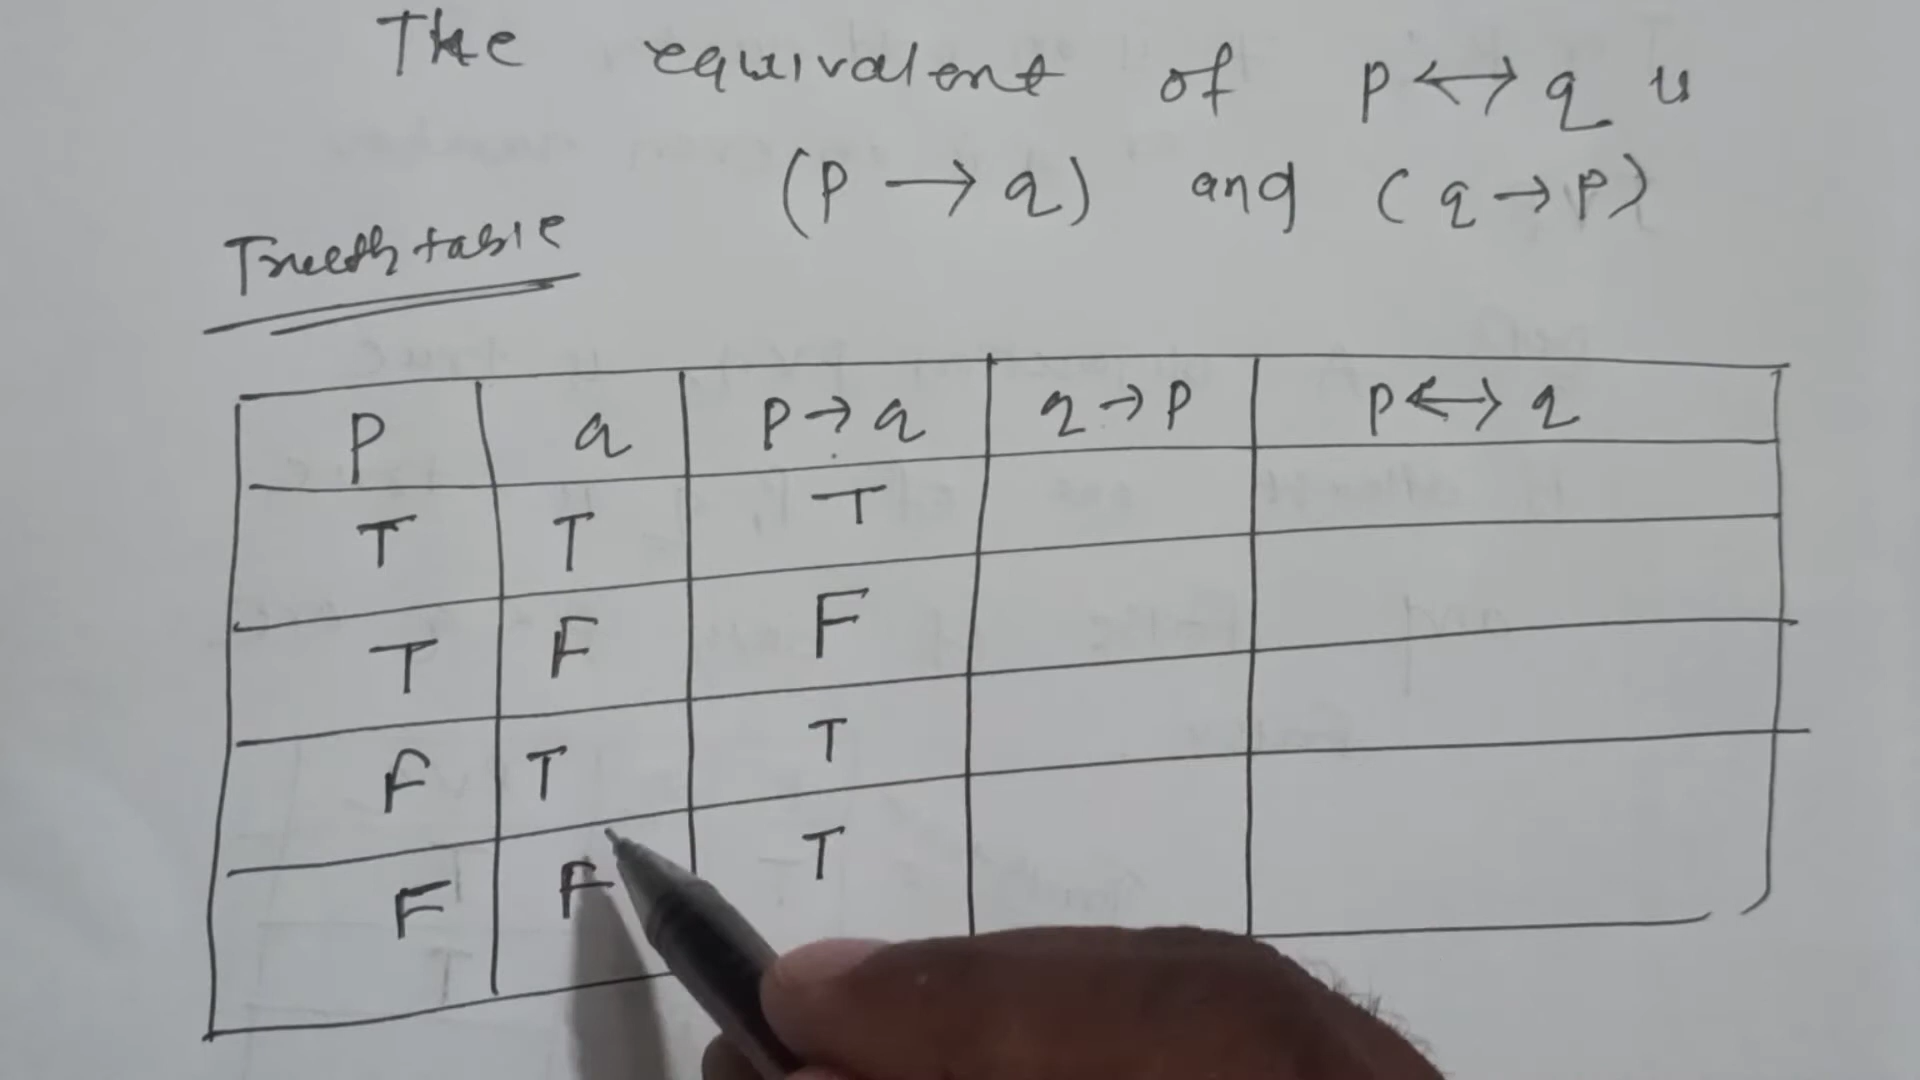 The equivalent of p ↔ q is
(P → q) and (q → P)
Truth table
P q P → q q → P p ↔ q
T T T
T F F
F T T
F F T